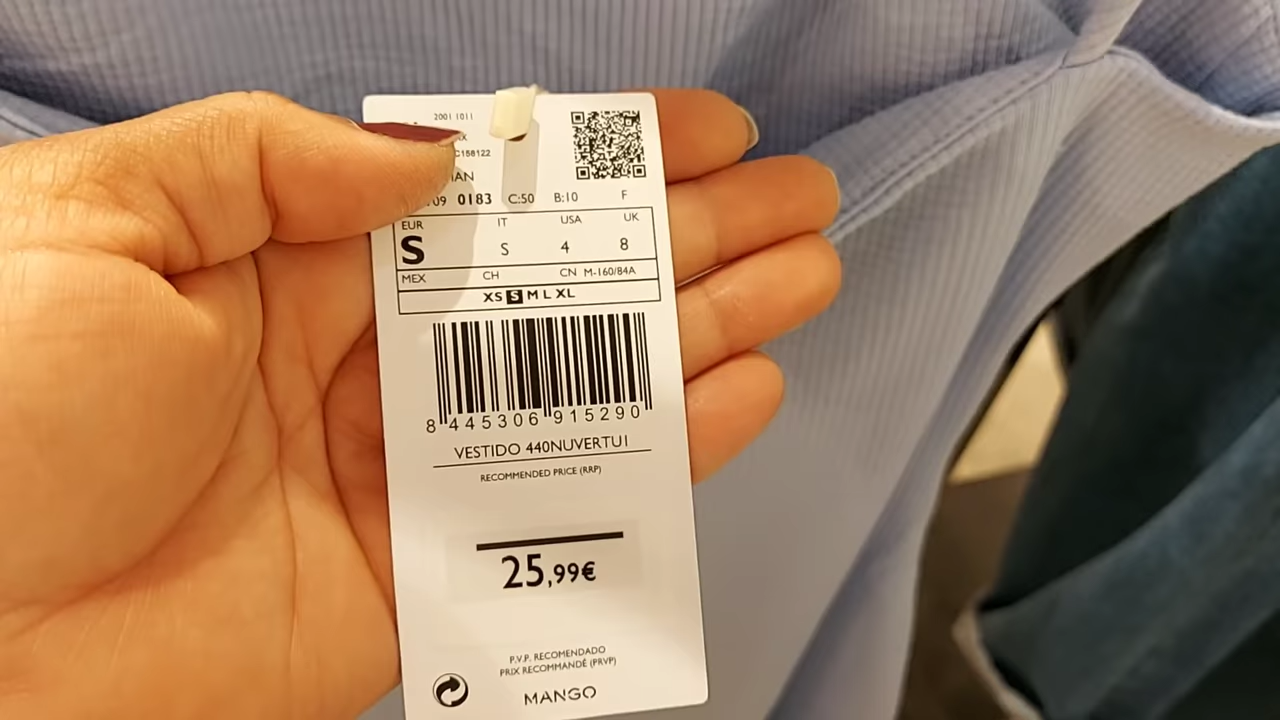 2001 1011
C158122
09 0183 C:50 B:10 F
EUR IT USA UK
S S 4 8
MEX CH CN M-160/84A
XS S M L XL
8 445306 915290
VESTIDO 440NUVERTUI
RECOMMENDED PRICE (RRP)
25,99€
P.V.P. RECOMENDADO
PRIX RECOMMANDÉ (PRVP)
MANGO